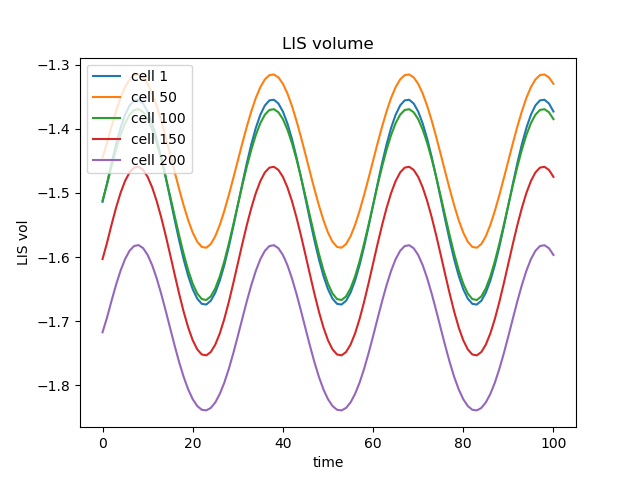 LIS volume
cell 1
cell 50
cell 100
cell 150
cell 200
LIS vol
−1.3
−1.4
−1.5
−1.6
−1.7
−1.8
0 20 40 60 80 100
time